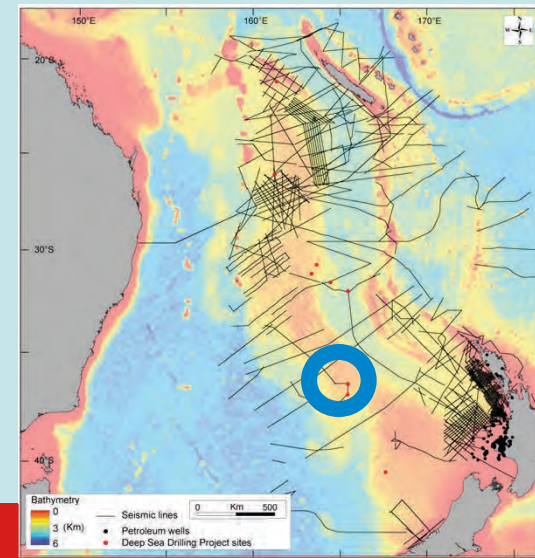 150°E 160°E 170°E
N
W E
S
20°S
30°S
40°S
Bathymetry
0
3 (Km)
6
Seismic lines
0 Km 500
Petroleum wells
Deep Sea Drilling Project sites